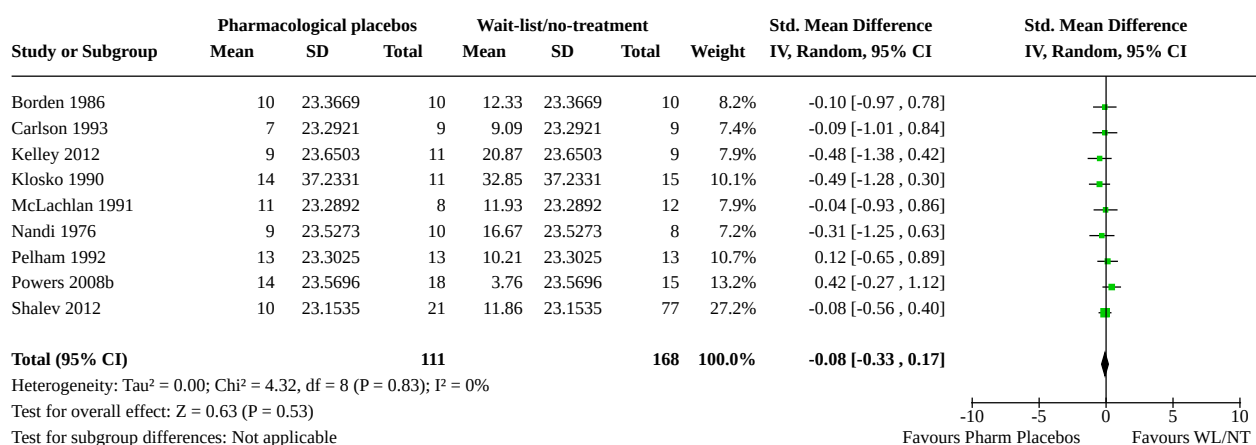 Pharmacological placebos Wait-list/no-treatment Std. Mean Difference Std. Mean Difference
Study or Subgroup Mean SD Total Mean SD Total Weight IV, Random, 95% CI IV, Random, 95% CI
Borden 1986 10 23.3669 10 12.33 23.3669 10 8.2% -0.10 [-0.97 , 0.78]
Carlson 1993 7 23.2921 9 9.09 23.2921 9 7.4% -0.09 [-1.01 , 0.84]
Kelley 2012 9 23.6503 11 20.87 23.6503 9 7.9% -0.48 [-1.38 , 0.42]
Klosko 1990 14 37.2331 11 32.85 37.2331 15 10.1% -0.49 [-1.28 , 0.30]
McLachlan 1991 11 23.2892 8 11.93 23.2892 12 7.9% -0.04 [-0.93 , 0.86]
Nandi 1976 9 23.5273 10 16.67 23.5273 8 7.2% -0.31 [-1.25 , 0.63]
Pelham 1992 13 23.3025 13 10.21 23.3025 13 10.7% 0.12 [-0.65 , 0.89]
Powers 2008b 14 23.5696 18 3.76 23.5696 15 13.2% 0.42 [-0.27 , 1.12]
Shalev 2012 10 23.1535 21 11.86 23.1535 77 27.2% -0.08 [-0.56 , 0.40]
Total (95% CI) 111 168 100.0% -0.08 [-0.33 , 0.17]
Heterogeneity: Tau² = 0.00; Chi² = 4.32, df = 8 (P = 0.83); I² = 0%
Test for overall effect: Z = 0.63 (P = 0.53) -10 -5 0 5 10
Test for subgroup differences: Not applicable Favours Pharm Placebos Favours WL/NT